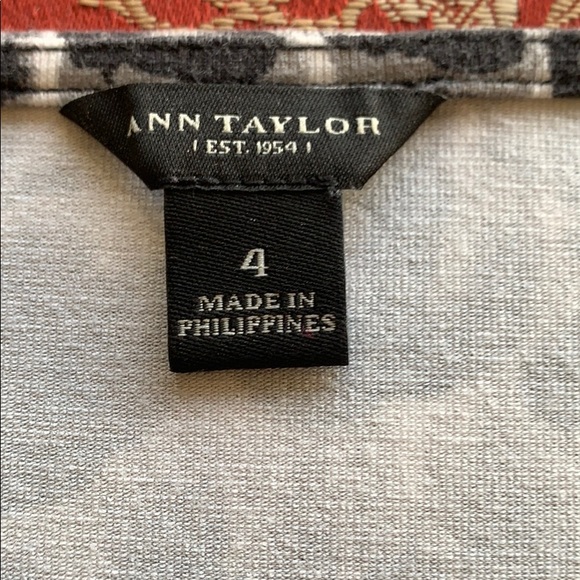 ANN TAYLOR
EST. 1954
4
MADE IN
PHILIPPINES